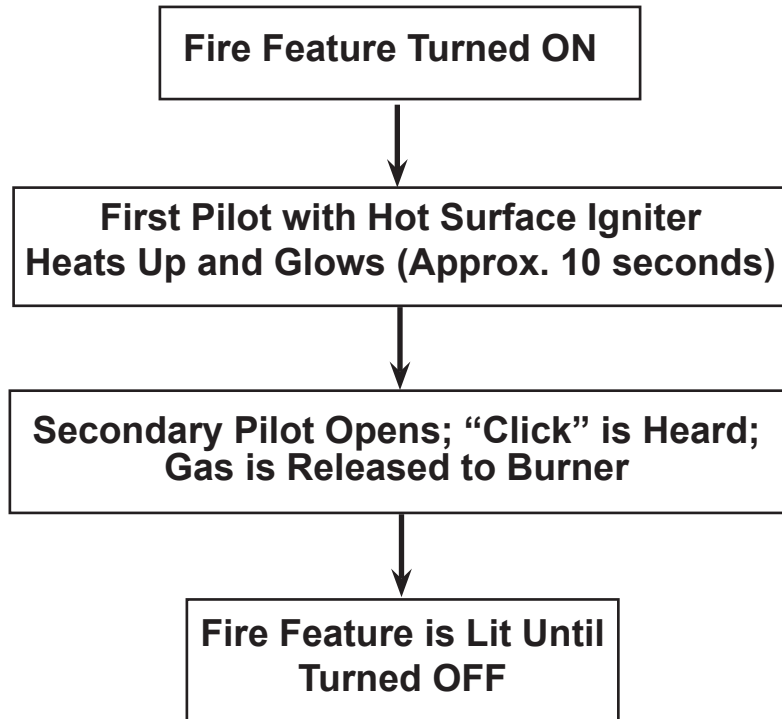 Fire Feature Turned ON
First Pilot with Hot Surface Igniter
Heats Up and Glows (Approx. 10 seconds)
Secondary Pilot Opens; “Click” is Heard;
Gas is Released to Burner
Fire Feature is Lit Until
Turned OFF